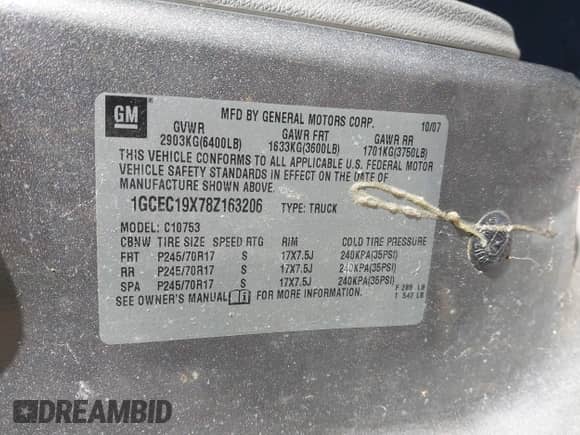 GM
MFD BY GENERAL MOTORS CORP. 10/07
GVWR GAWR FRT GAWR RR
2903KG(6400LB) 1633KG(3600LB) 1701KG(3750LB)
THIS VEHICLE CONFORMS TO ALL APPLICABLE U.S. FEDERAL MOTOR
VEHICLE SAFETY STANDARDS IN EFFECT ON THE DATE OF
MANUFACTURE SHOWN ABOVE.
1GCEC19X78Z163206 TYPE: TRUCK
MODEL: C10753
CBNW TIRE SIZE SPEED RTG RIM COLD TIRE PRESSURE
FRT P245/70R17 S 17X7.5J 240KPA(35PSI)
RR P245/70R17 S 17X7.5J 240KPA(35PSI)
SPA P245/70R17 S 17X7.5J 240KPA(35PSI)
SEE OWNER'S MANUAL FOR MORE INFORMATION.
F 289 LB
T 547 LB
DREAMBID